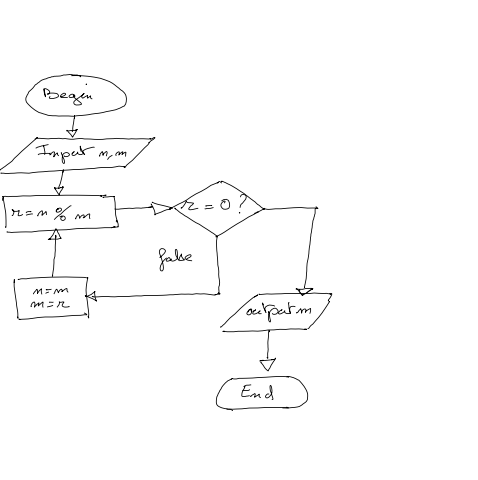 Begin
Input n, m
r = n % m
r = 0 ?
false
n = m
m = r
output m
End